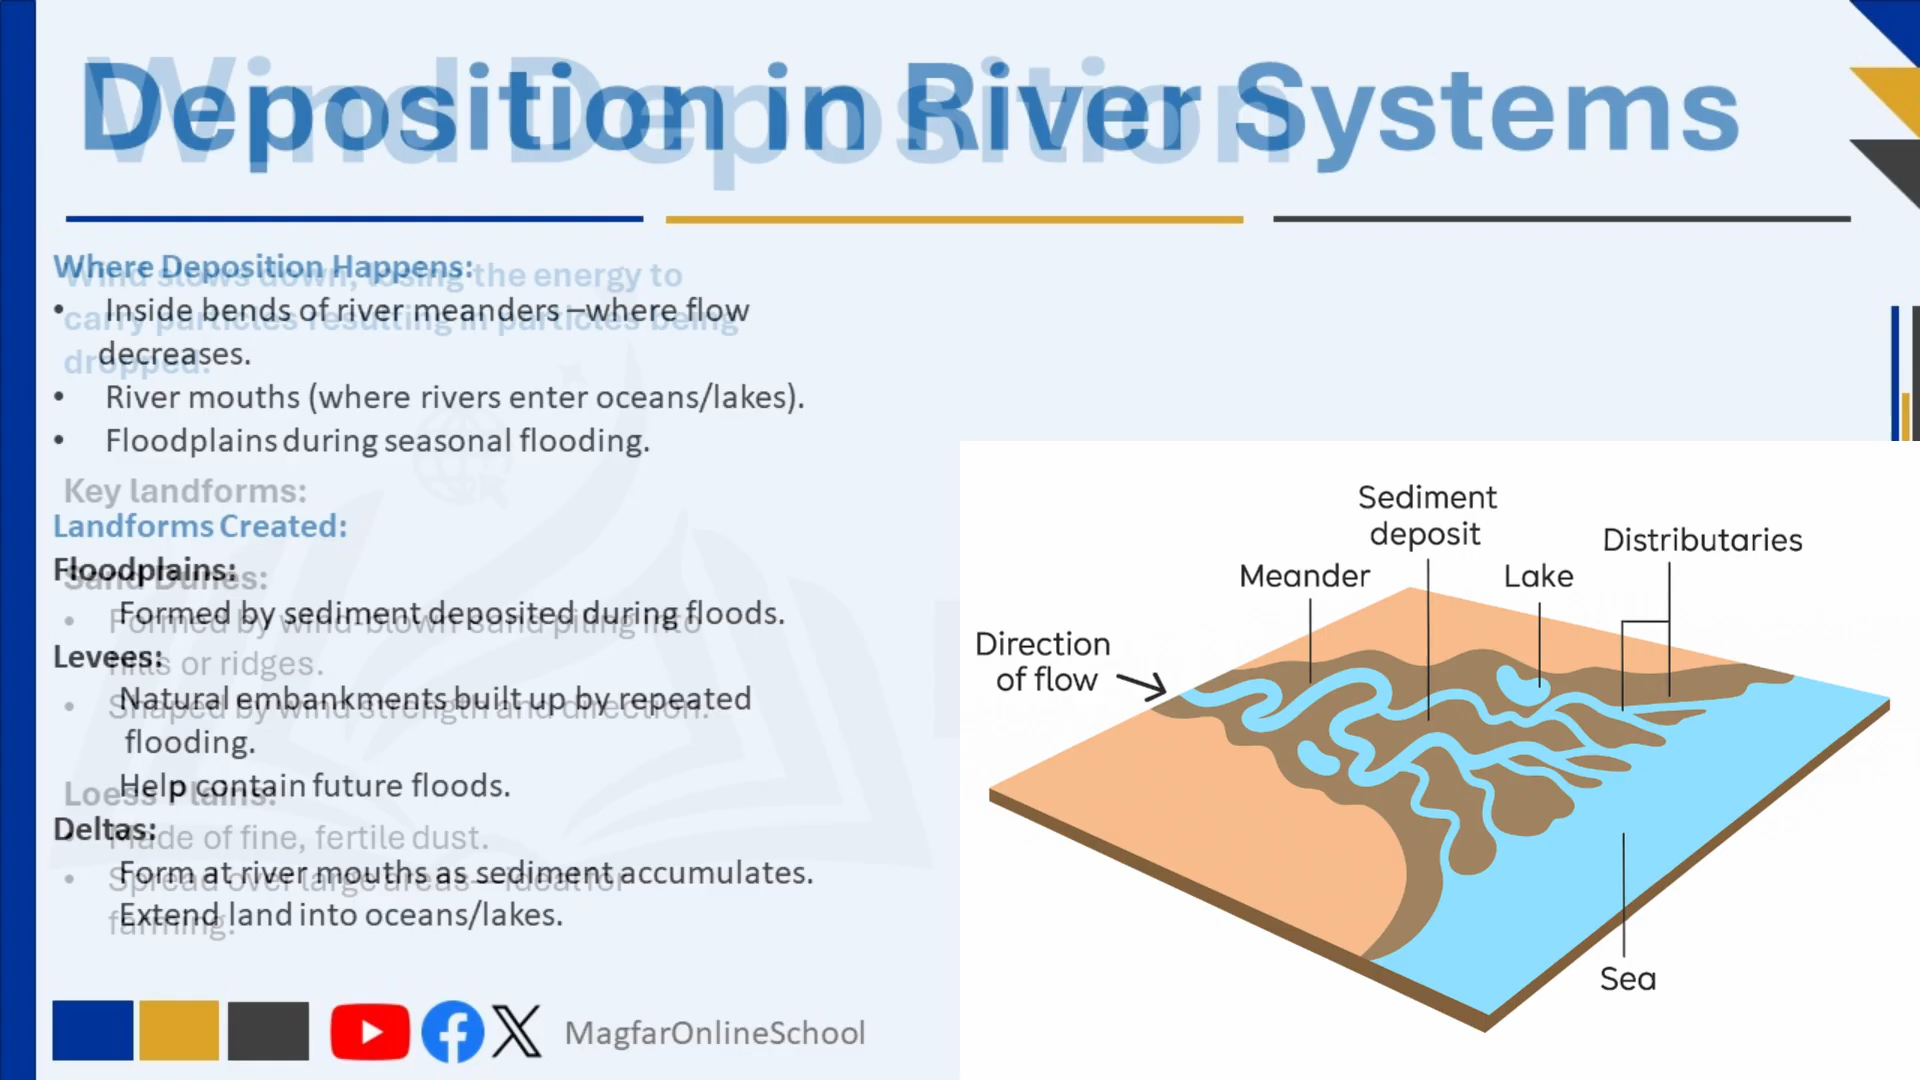 Deposition in River Systems
Wind Deposition
Where Deposition Happens:
• Inside bends of river meanders –where flow
decreases.
• River mouths (where rivers enter oceans/lakes).
• Floodplains during seasonal flooding.
Landforms Created:
Floodplains:
Formed by sediment deposited during floods.
Levees:
Natural embankments built up by repeated
flooding.
Help contain future floods.
Deltas:
Form at river mouths as sediment accumulates.
Extend land into oceans/lakes.
Wind slows down, losing the energy to
carry particles resulting in particles being
dropped.
Key landforms:
Sand Dunes:
• Formed by wind-blown sand piling into
hills or ridges.
• Shaped by wind strength and direction.
Loess Plains:
• Made of fine, fertile dust.
• Spread over large areas—ideal for
farming.
Sediment
deposit
Distributaries
Meander
Lake
Direction
of flow
Sea
MagfarOnlineSchool